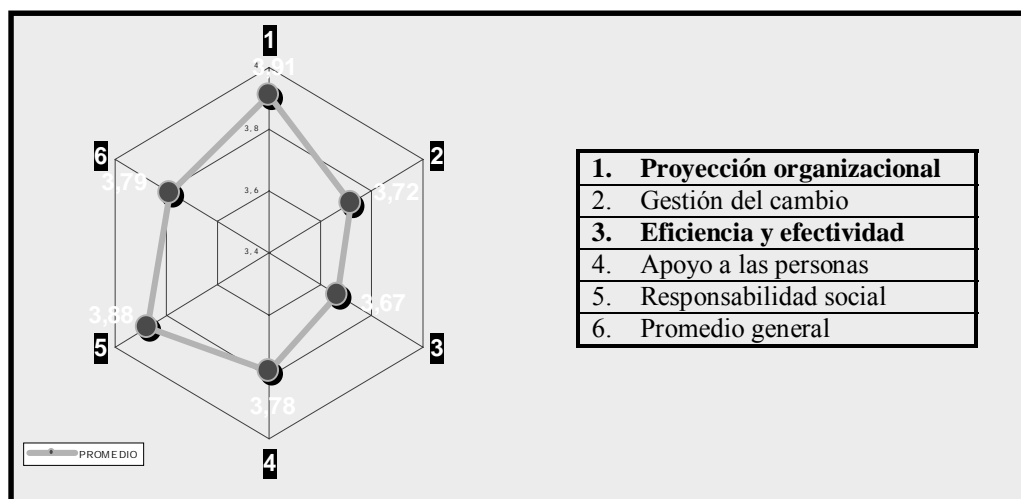 1
4
3,91
3,8
6
2
3,79
3,72
3,6
3,4
3,88
3,67
5
3
3,78
4
PROMEDIO
1. Proyección organizacional
2. Gestión del cambio
3. Eficiencia y efectividad
4. Apoyo a las personas
5. Responsabilidad social
6. Promedio general